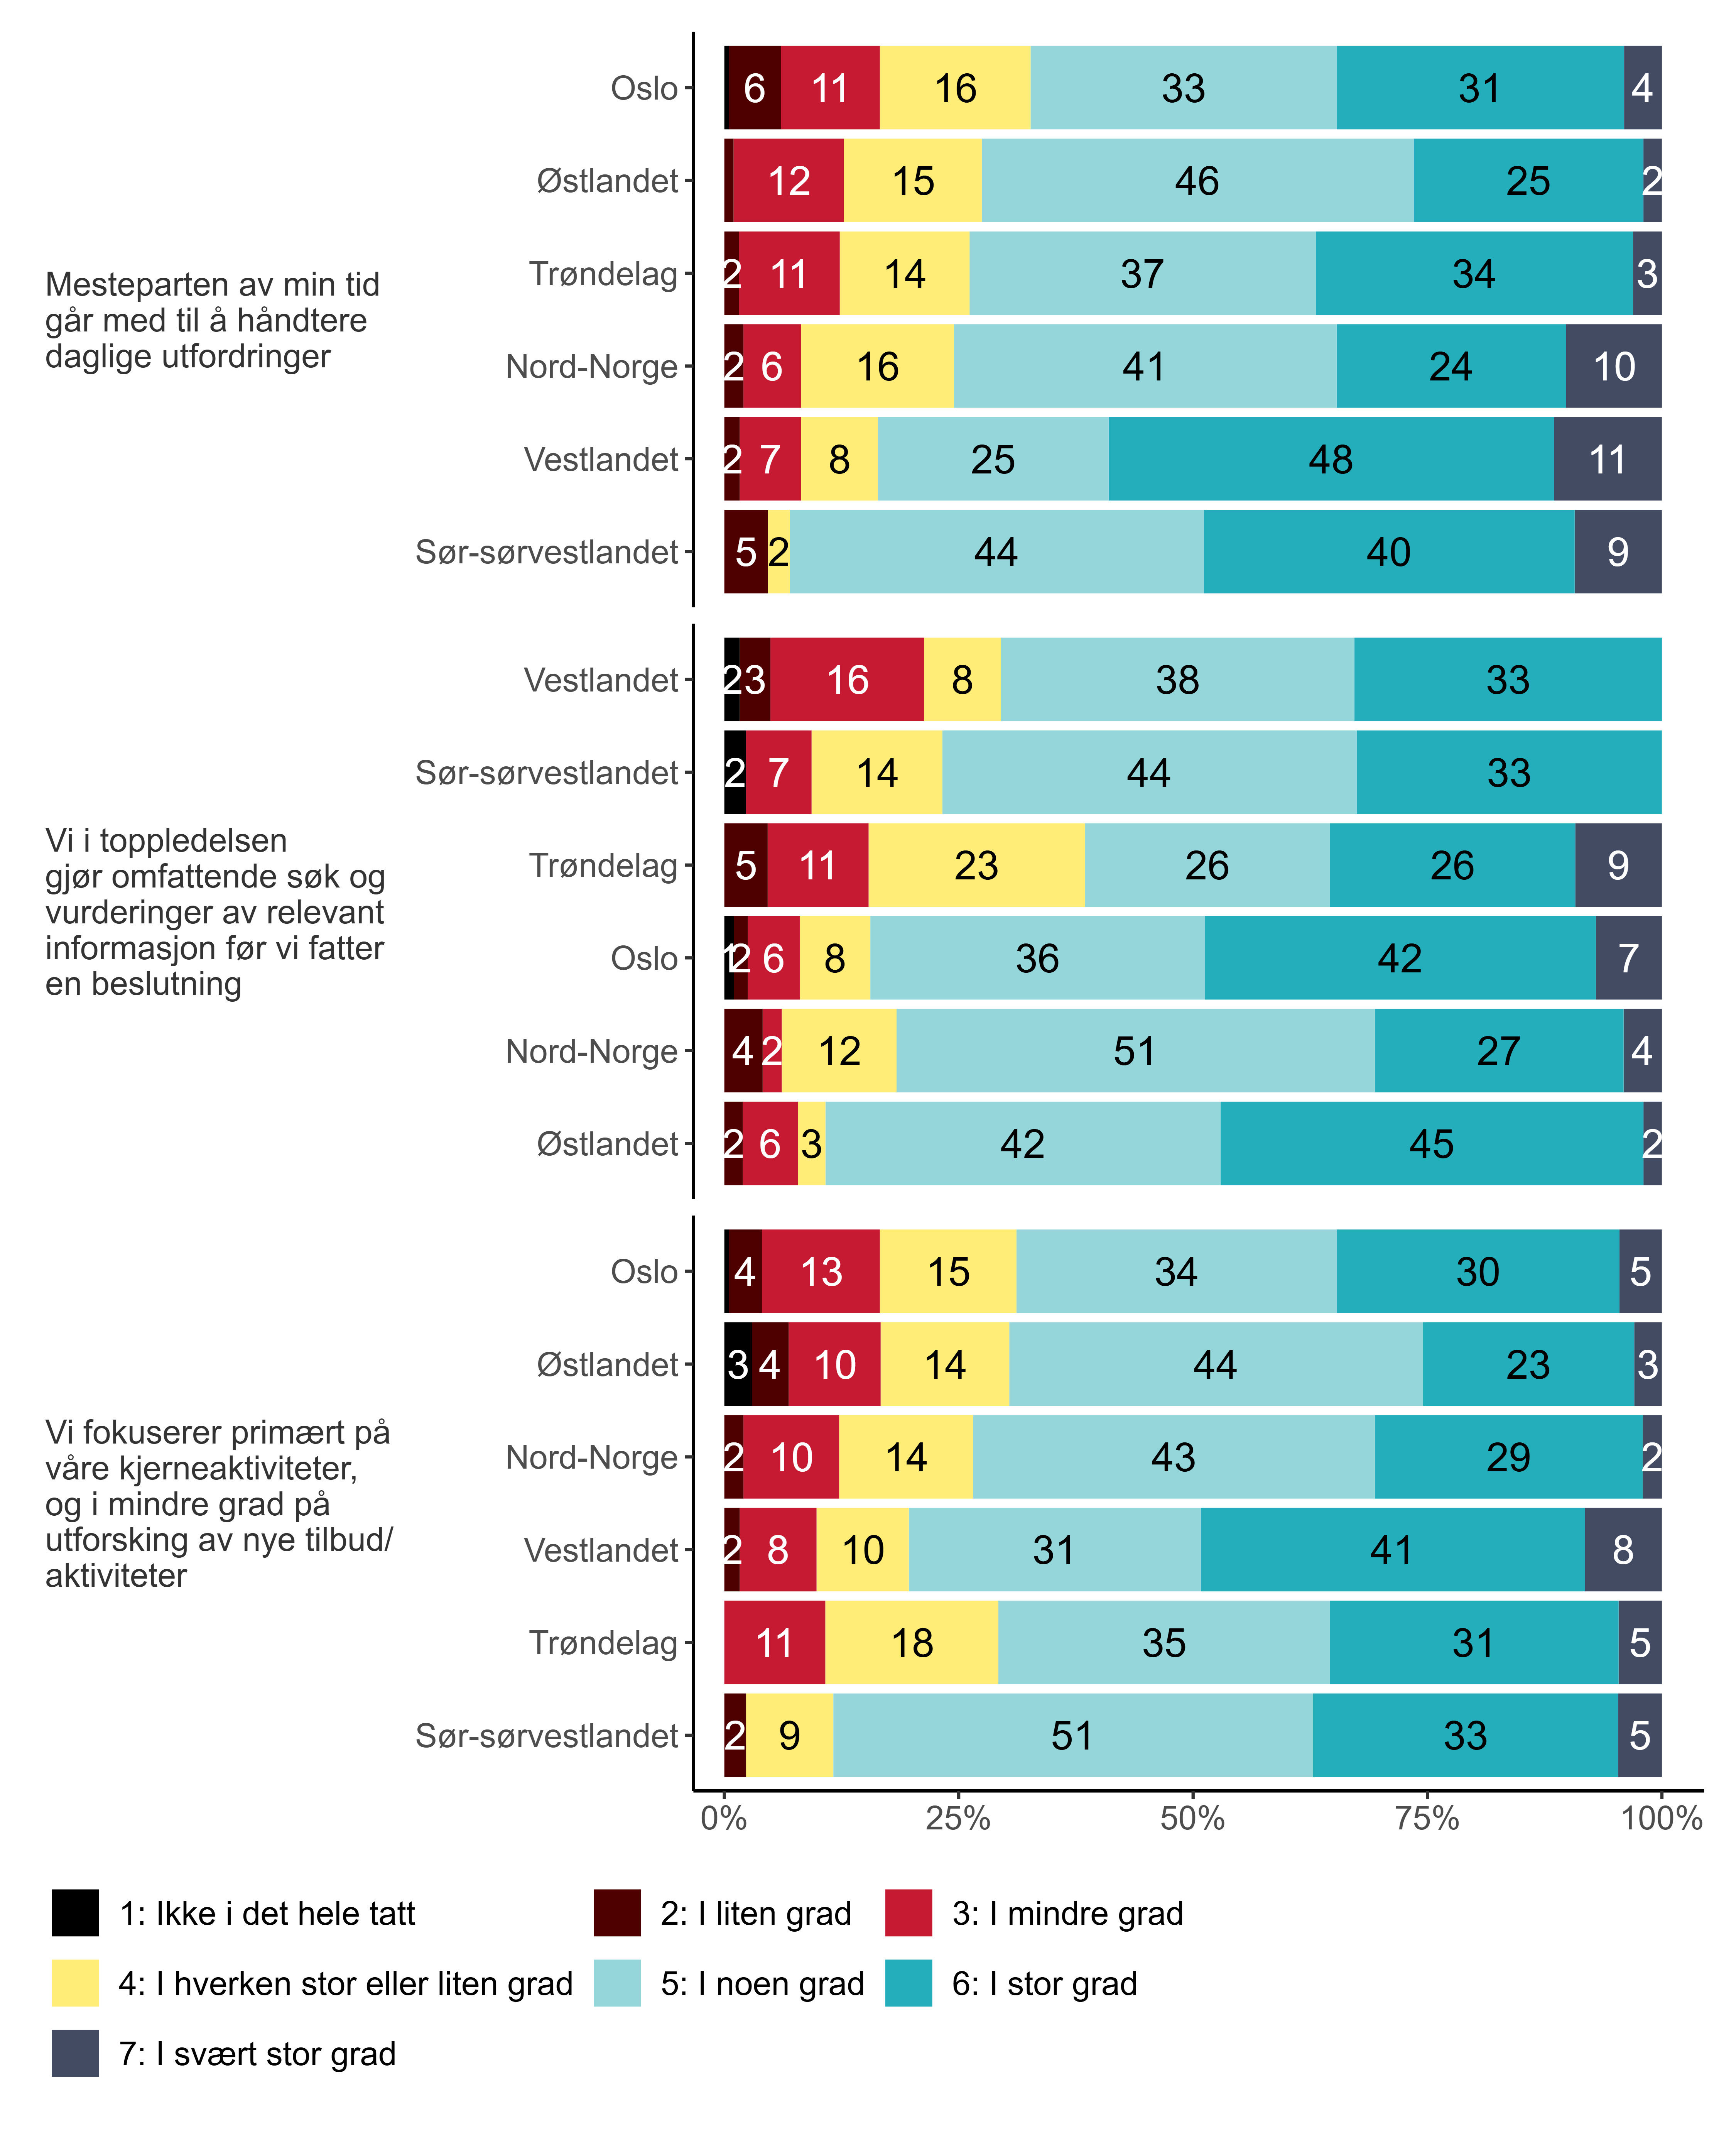 Mesteparten av min tid
går med til å håndtere
daglige utfordringer
Oslo 6 11 16 33 31 4
Østlandet 12 15 46 25 2
Trøndelag 2 11 14 37 34 3
Nord-Norge 2 6 16 41 24 10
Vestlandet 2 7 8 25 48 11
Sør-sørvestlandet 5 2 44 40 9
Vi i toppledelsen
gjør omfattende søk og
vurderinger av relevant
informasjon før vi fatter
en beslutning
Vestlandet 2 3 16 8 38 33
Sør-sørvestlandet 2 7 14 44 33
Trøndelag 5 11 23 26 26 9
Oslo 1 2 6 8 36 42 7
Nord-Norge 4 2 12 51 27 4
Østlandet 2 6 3 42 45 2
Vi fokuserer primært på
våre kjerneaktiviteter,
og i mindre grad på
utforsking av nye tilbud/
aktiviteter
Oslo 4 13 15 34 30 5
Østlandet 3 4 10 14 44 23 3
Nord-Norge 2 10 14 43 29 2
Vestlandet 2 8 10 31 41 8
Trøndelag 11 18 35 31 5
Sør-sørvestlandet 2 9 51 33 5
0% 25% 50% 75% 100%
1: Ikke i det hele tatt 2: I liten grad 3: I mindre grad
4: I hverken stor eller liten grad 5: I noen grad 6: I stor grad
7: I svært stor grad